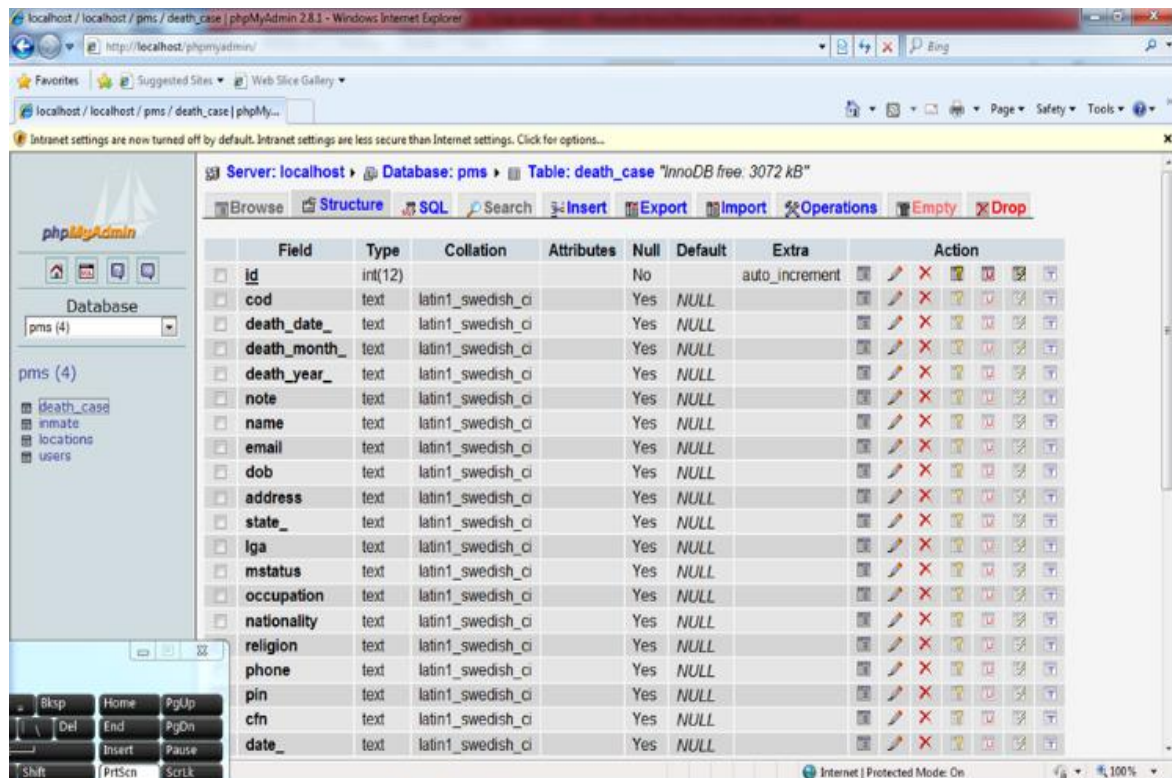 localhost / localhost / pms / death_case | phpMyAdmin 2.8.1 - Windows Internet Explorer
http://localhost/phpmyadmin/
Bing
Favorites Suggested Sites Web Slice Gallery
localhost / localhost / pms / death_case | phpMy...
Page Safety Tools
Intranet settings are now turned off by default. Intranet settings are less secure than Internet settings. Click for options...
Server: localhost Database: pms Table: death_case "InnoDB free: 3072 kB"
Browse Structure SQL Search Insert Export Import Operations Empty Drop
phpMyAdmin
Database
pms (4)
pms (4)
death_case
inmate
locations
users
Field Type Collation Attributes Null Default Extra Action
id int(12) No auto_increment
cod text latin1_swedish_ci Yes NULL
death_date_ text latin1_swedish_ci Yes NULL
death_month_ text latin1_swedish_ci Yes NULL
death_year_ text latin1_swedish_ci Yes NULL
note text latin1_swedish_ci Yes NULL
name text latin1_swedish_ci Yes NULL
email text latin1_swedish_ci Yes NULL
dob text latin1_swedish_ci Yes NULL
address text latin1_swedish_ci Yes NULL
state_ text latin1_swedish_ci Yes NULL
lga text latin1_swedish_ci Yes NULL
mstatus text latin1_swedish_ci Yes NULL
occupation text latin1_swedish_ci Yes NULL
nationality text latin1_swedish_ci Yes NULL
religion text latin1_swedish_ci Yes NULL
phone text latin1_swedish_ci Yes NULL
pin text latin1_swedish_ci Yes NULL
cfn text latin1_swedish_ci Yes NULL
date_ text latin1_swedish_ci Yes NULL
Bksp Home PgUp
\ Del End PgDn
Insert Pause
Shift PrtScn ScrLk
Internet | Protected Mode: On 100%